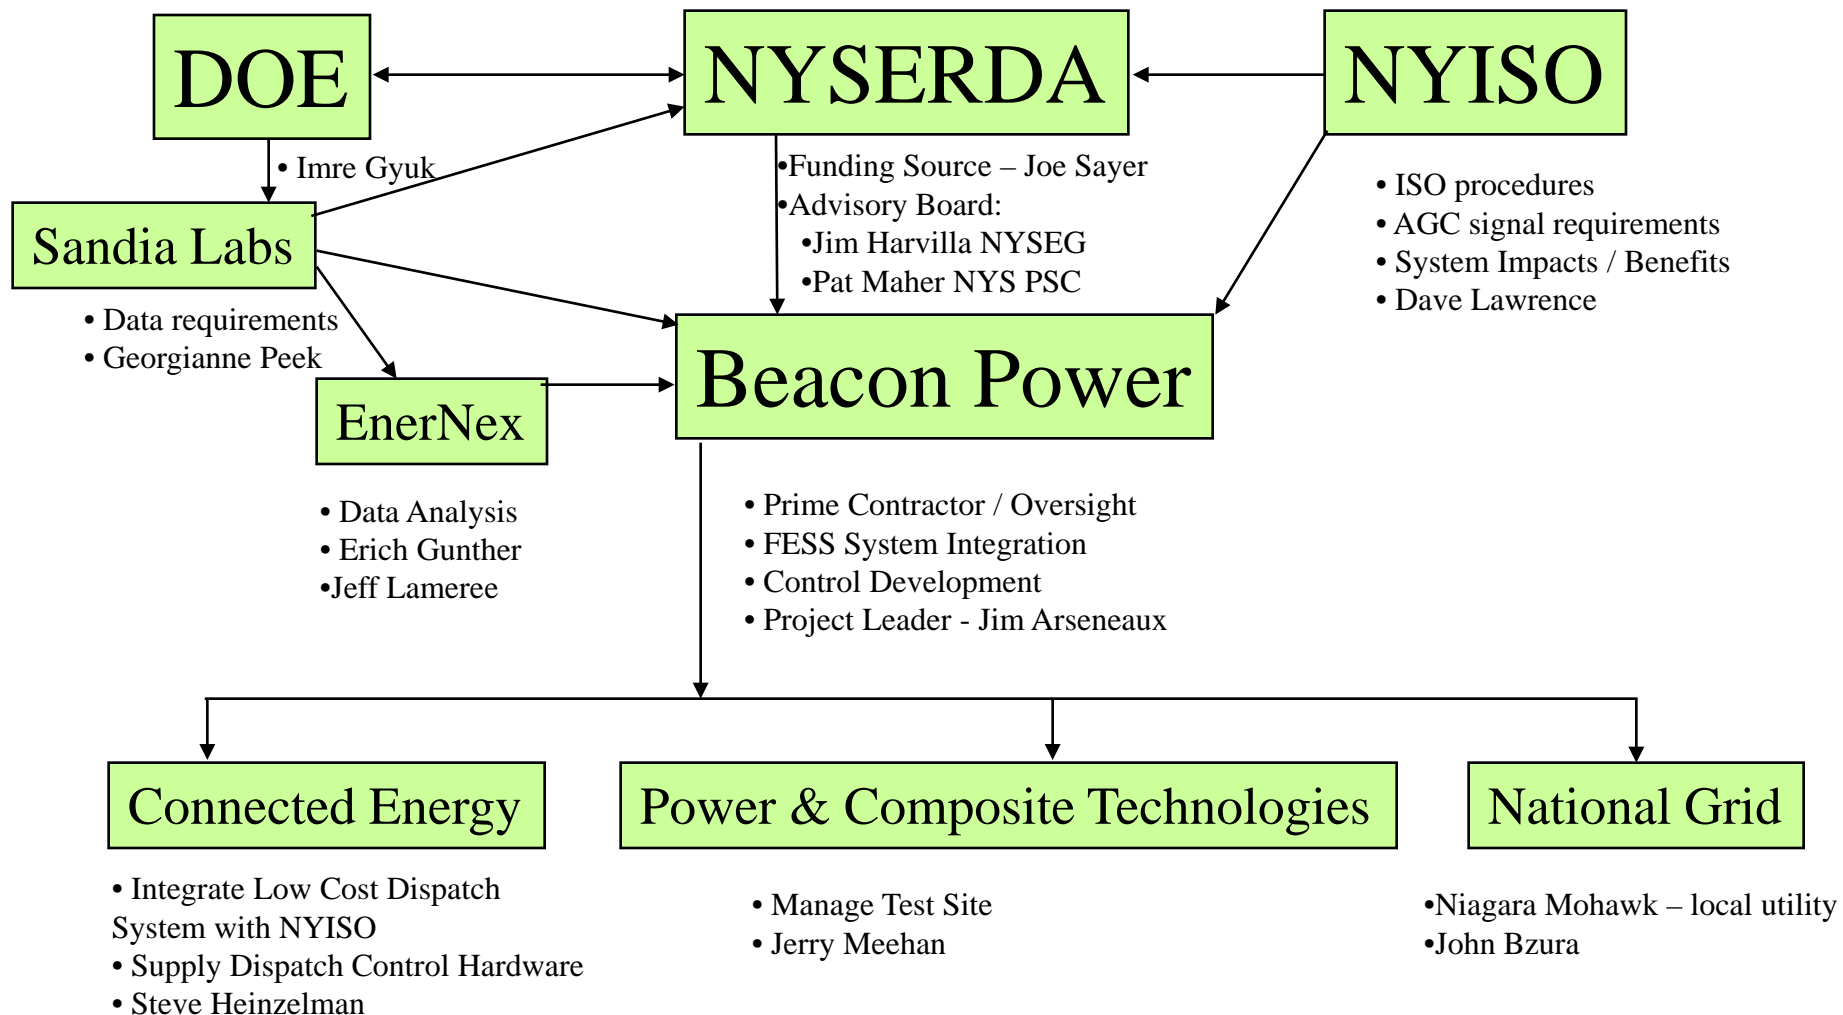 DOE
NYSERDA
NYISO
• Imre Gyuk
•Funding Source – Joe Sayer
•Advisory Board:
•Jim Harvilla NYSEG
•Pat Maher NYS PSC
• ISO procedures
• AGC signal requirements
• System Impacts / Benefits
• Dave Lawrence
Sandia Labs
• Data requirements
• Georgianne Peek
EnerNex
Beacon Power
• Data Analysis
• Erich Gunther
•Jeff Lameree
• Prime Contractor / Oversight
• FESS System Integration
• Control Development
• Project Leader - Jim Arseneaux
Connected Energy
Power & Composite Technologies
National Grid
• Integrate Low Cost Dispatch
System with NYISO
• Supply Dispatch Control Hardware
• Steve Heinzelman
• Manage Test Site
• Jerry Meehan
•Niagara Mohawk – local utility
•John Bzura